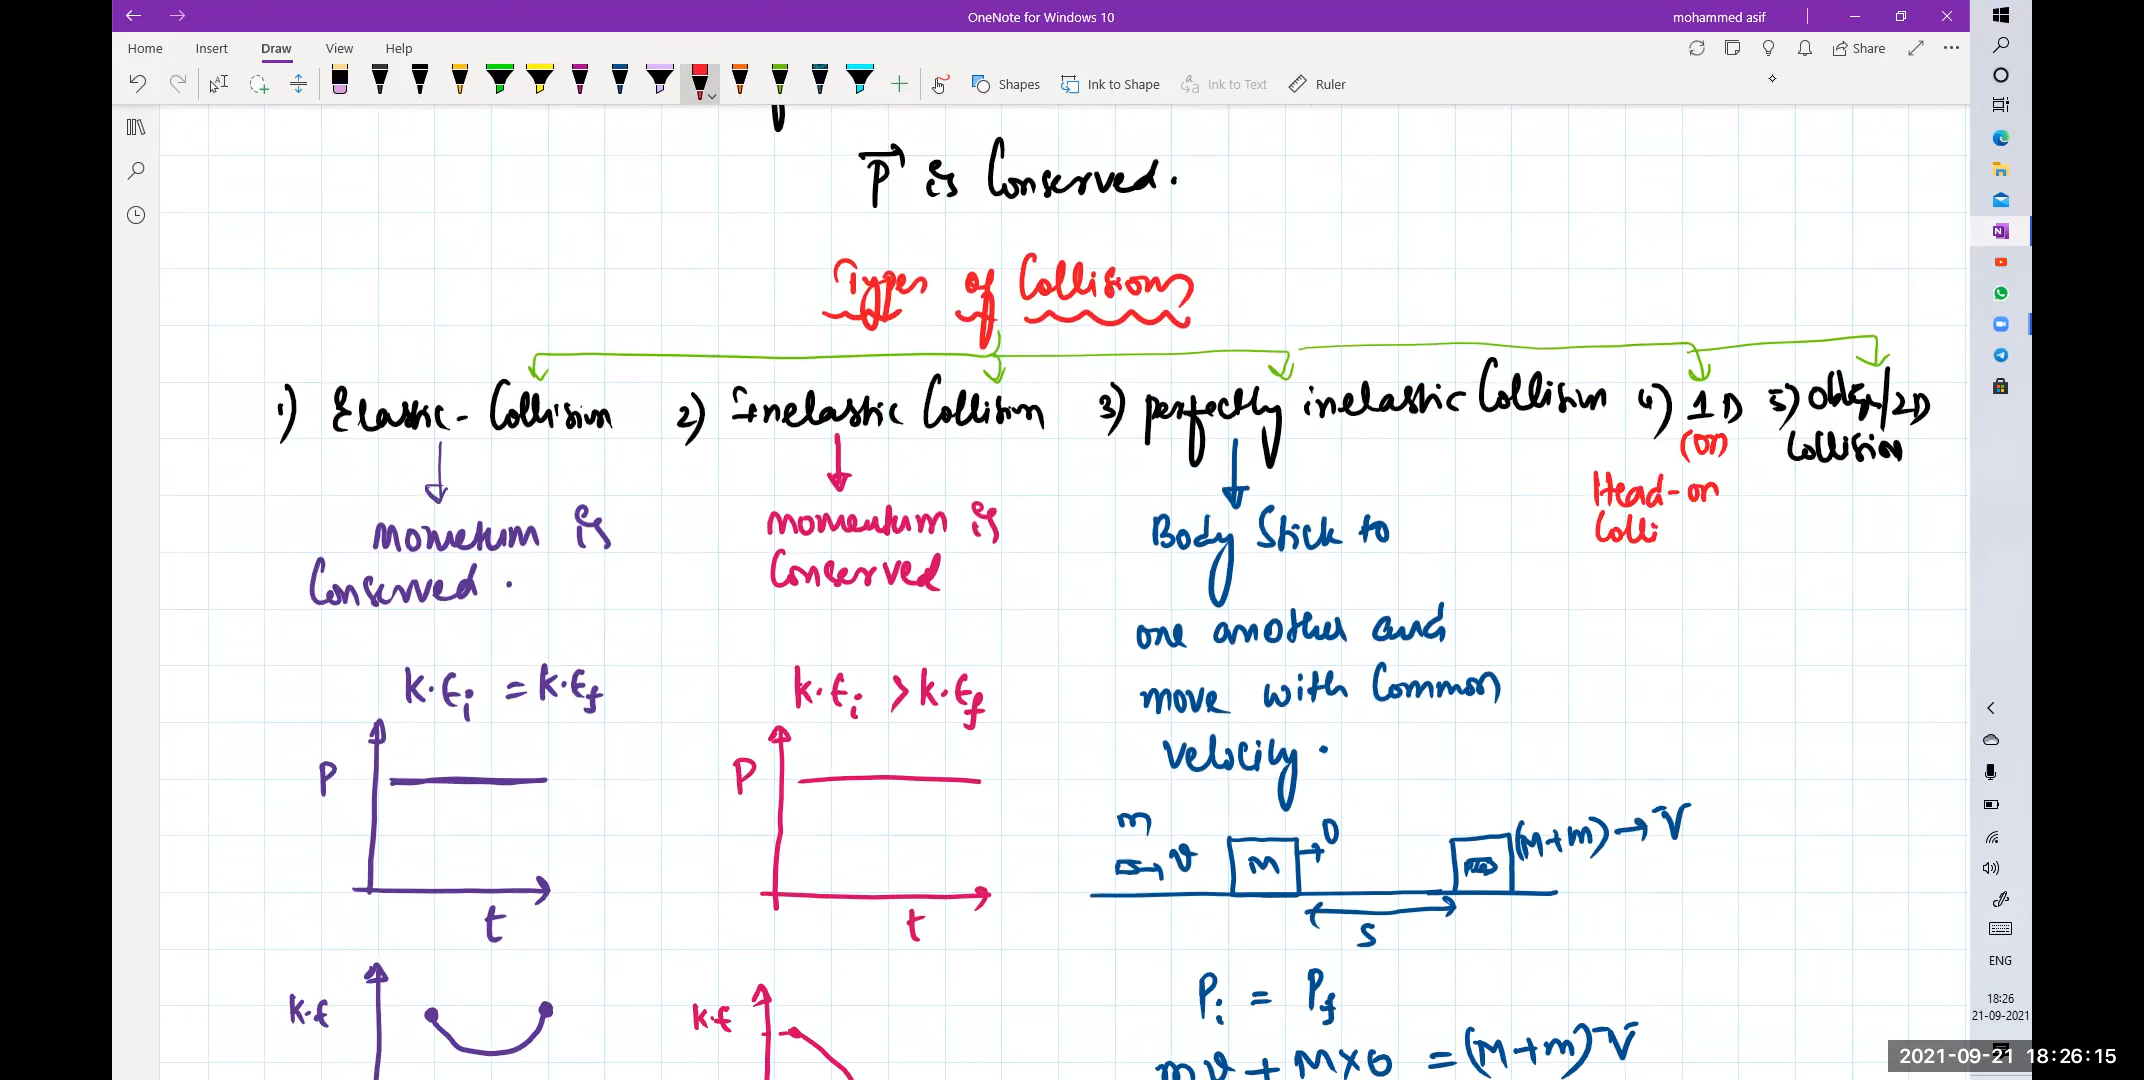 OneNote for Windows 10
mohammed asif
Home Insert Draw View Help
Share
Shapes Ink to Shape Ink to Text Ruler
P is Conserved.
Types of Collisions
1) Elastic - Collision 2) Inelastic Collision 3) perfectly inelastic Collision 4) 1D 5) /2D
(or) Collision
Head-on
Colli
Momentum is
Conserved.
K.Ei = K.Ef
P
t
K.E
momentum is
Conserved
K.Ei > K.Ef
P
t
K.E
Body Stick to
one another and
move with Common
velocity.
m
v M 0 (M+m) → V
S
Pi = Pf
mv + M×0 = (M+m)V
ENG
18:26
21-09-2021
2021-09-21 18:26:15